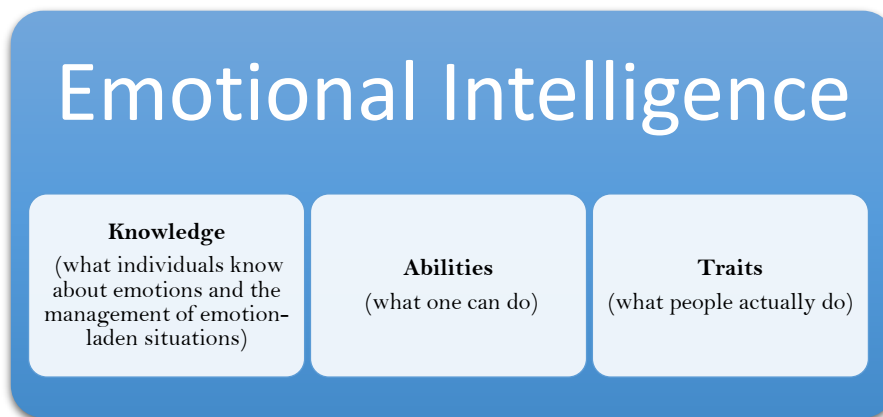 Emotional Intelligence
Knowledge
(what individuals know
about emotions and the
management of emotion-
laden situations)
Abilities
(what one can do)
Traits
(what people actually do)